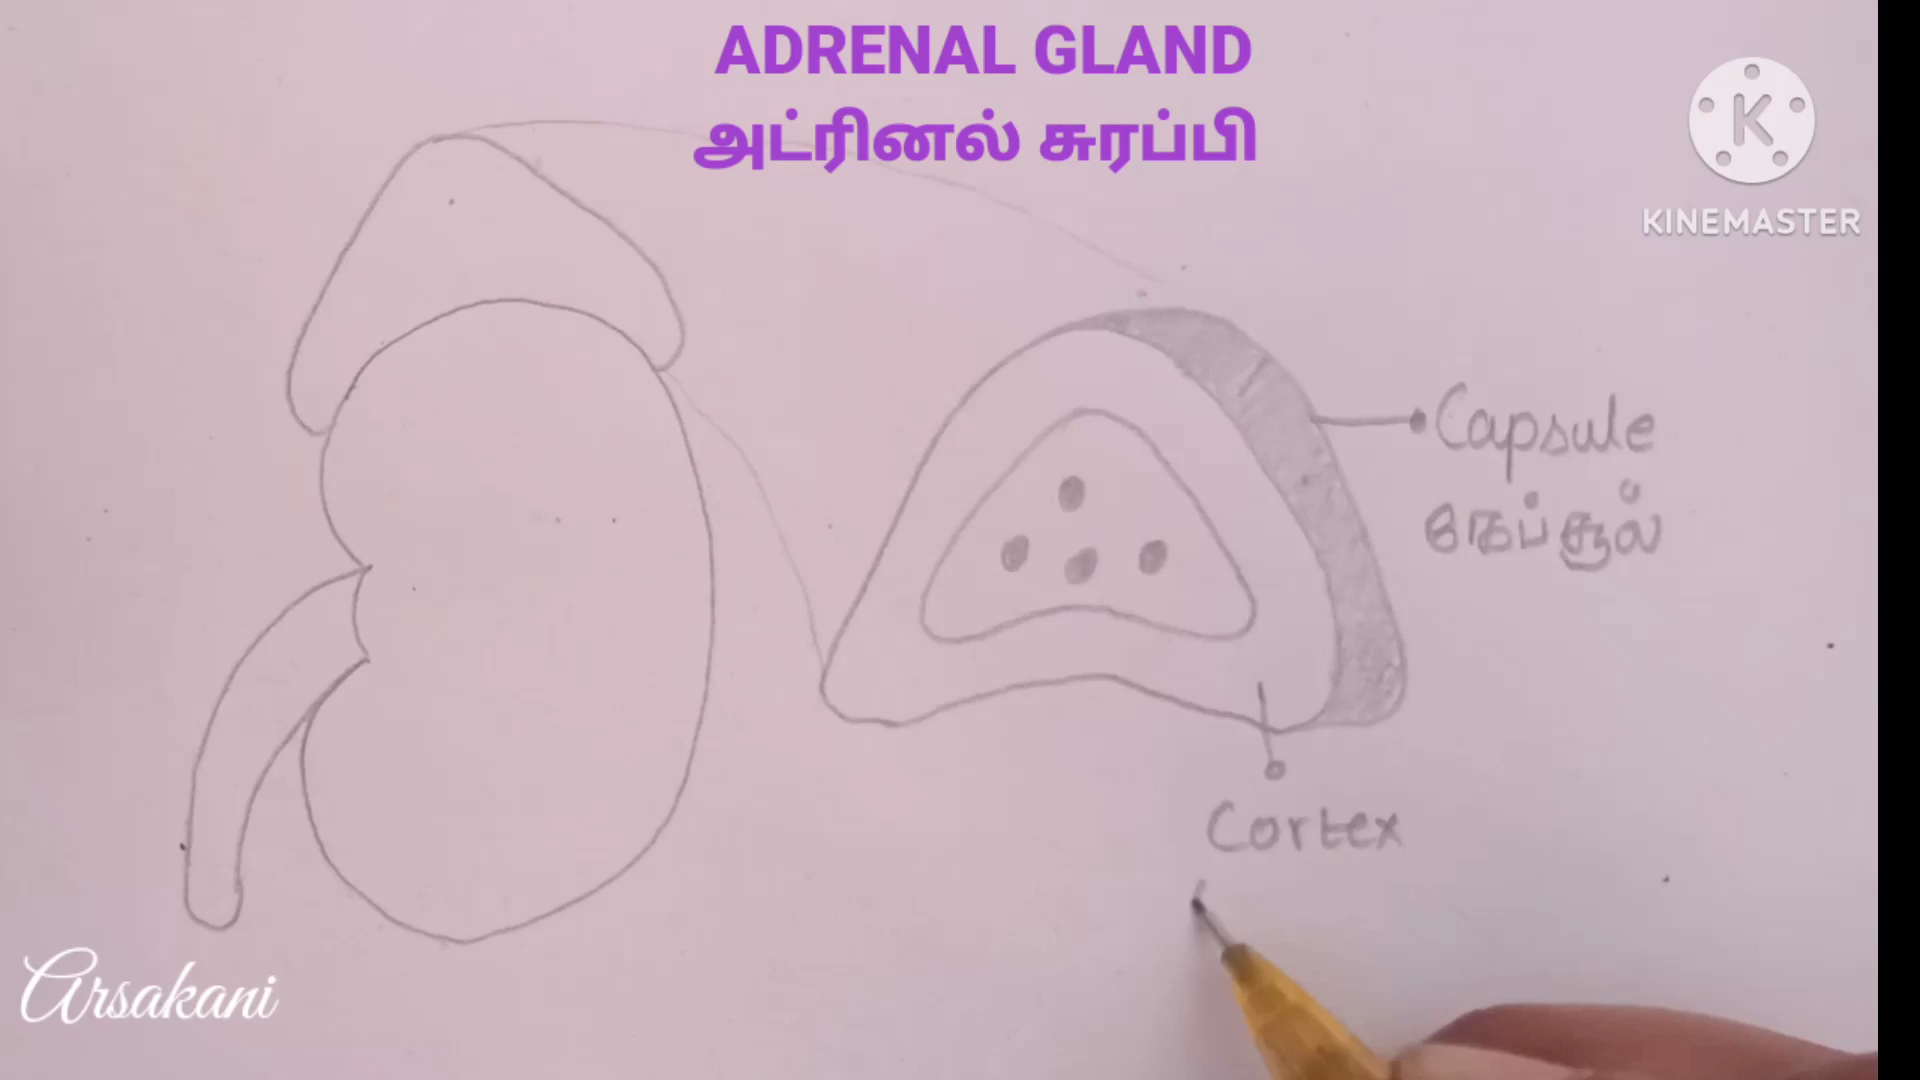 ADRENAL GLAND
அட்ரினல் சுரப்பி
K
KINEMASTER
Capsule
கேப்சூல்
Cortex
Arsakani